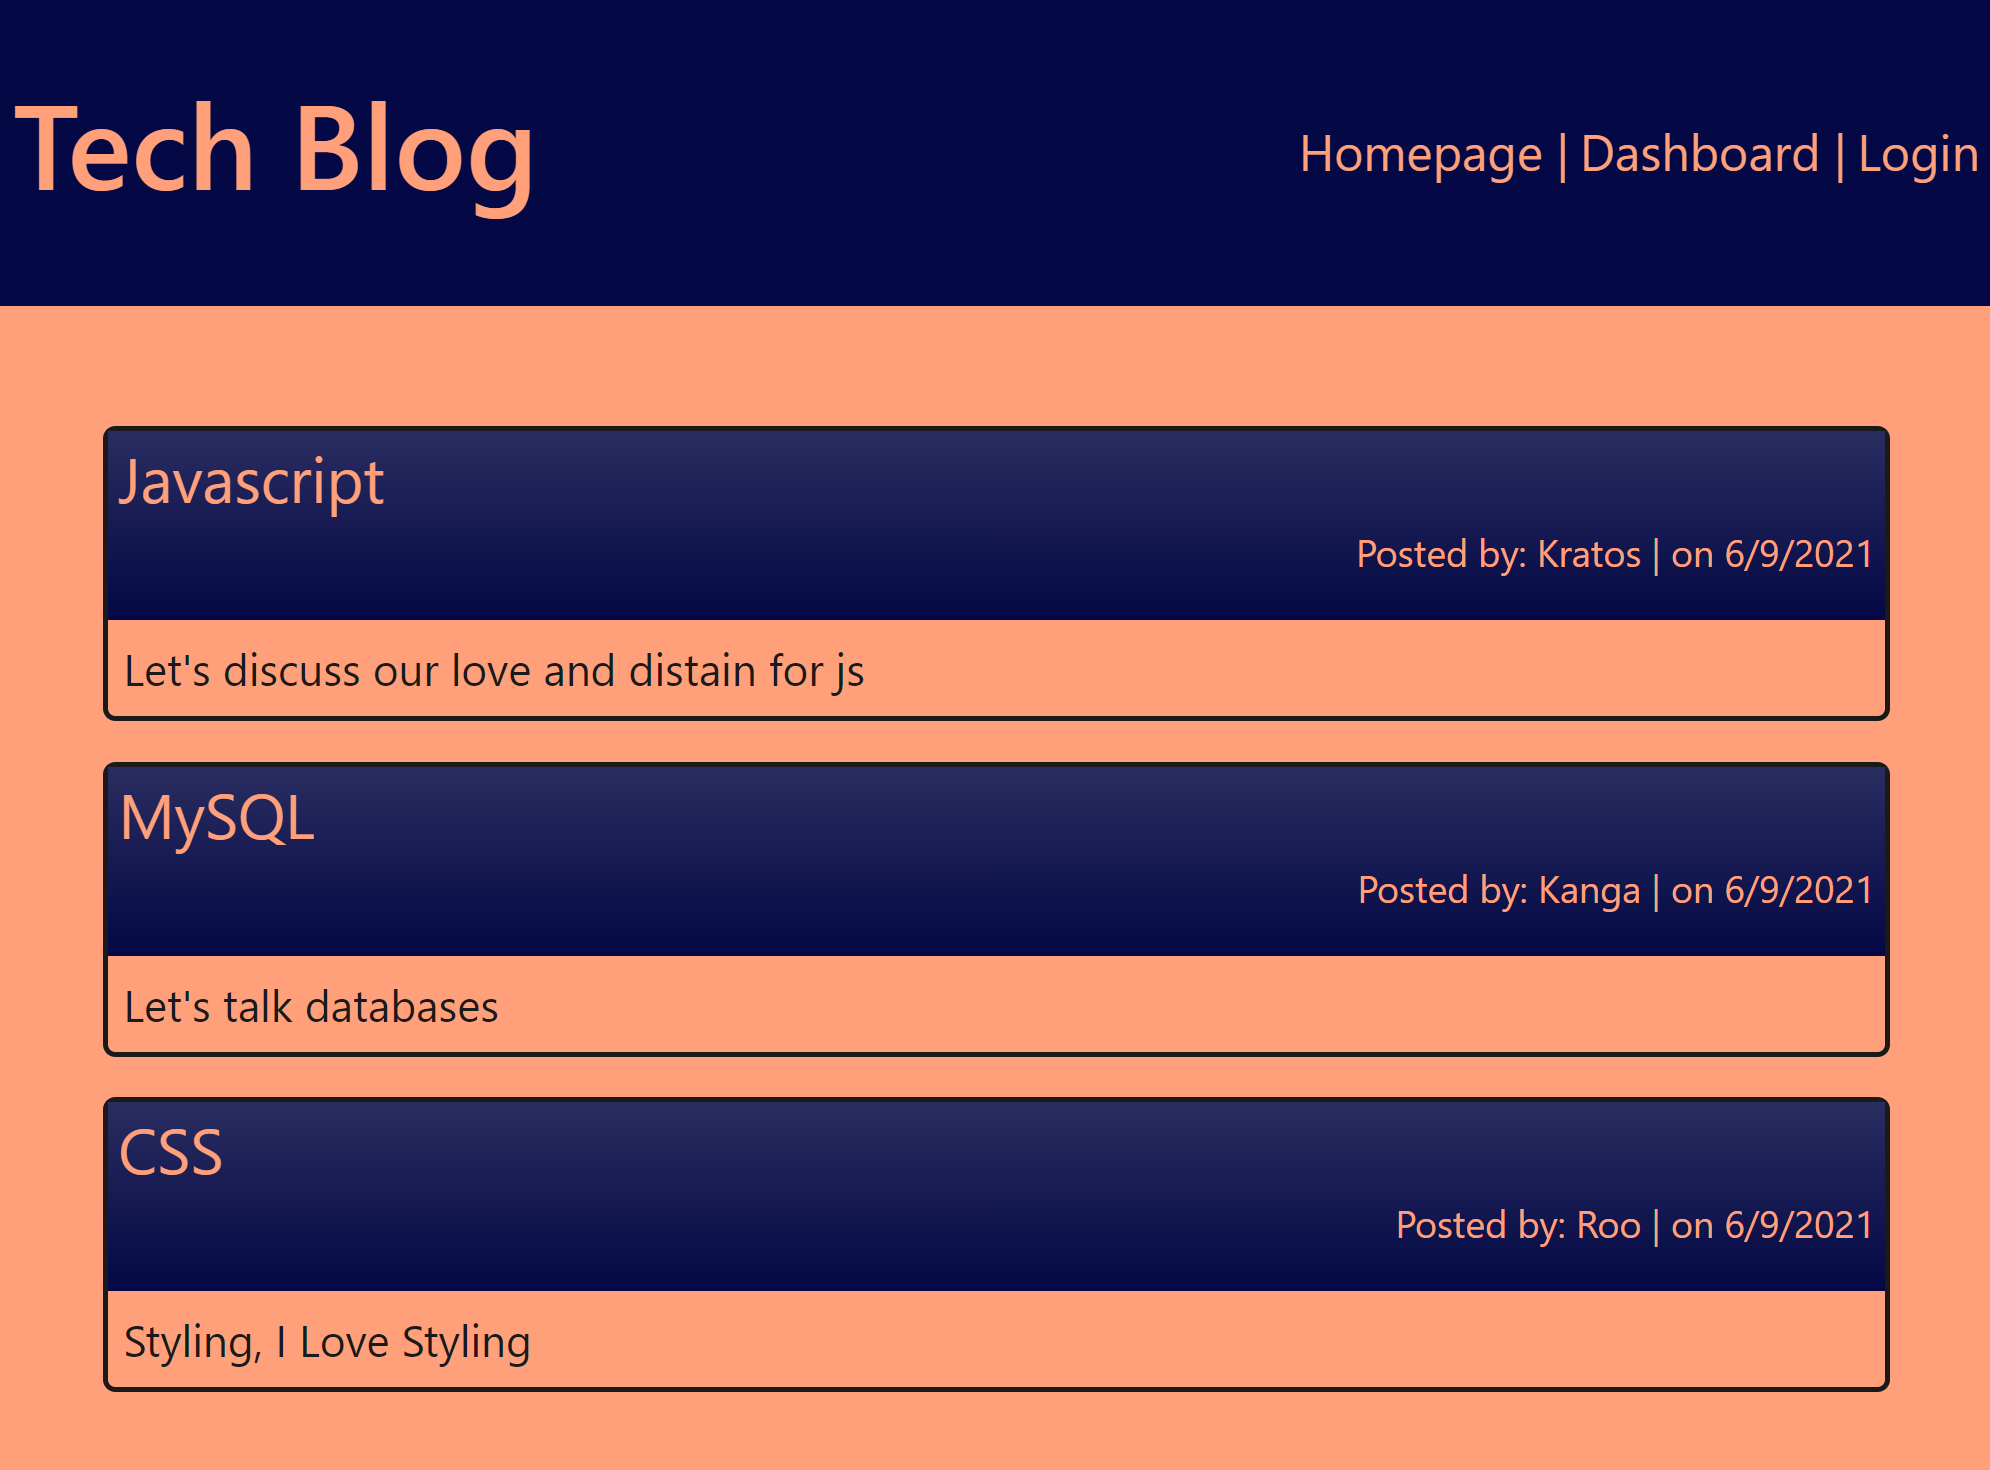 Tech Blog
Homepage | Dashboard | Login
Javascript
Posted by: Kratos | on 6/9/2021
Let's discuss our love and distain for js
MySQL
Posted by: Kanga | on 6/9/2021
Let's talk databases
CSS
Posted by: Roo | on 6/9/2021
Styling, I Love Styling